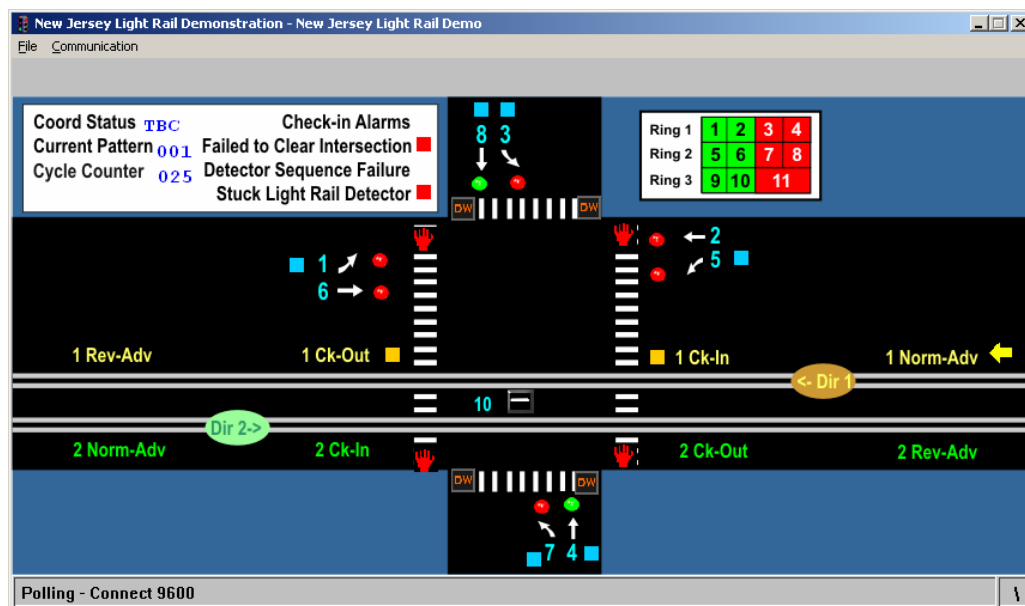 New Jersey Light Rail Demonstration - New Jersey Light Rail Demo
File Communication
Coord Status TBC
Current Pattern 001
Cycle Counter 025
Check-in Alarms
Failed to Clear Intersection
Detector Sequence Failure
Stuck Light Rail Detector
8 3
DW DW
Ring 1 1 2 3 4
Ring 2 5 6 7 8
Ring 3 9 10 11
1
6
2
5
1 Rev-Adv 1 Ck-Out 1 Ck-In 1 Norm-Adv
<- Dir 1
10
Dir 2->
2 Norm-Adv 2 Ck-In 2 Ck-Out 2 Rev-Adv
DW DW
7 4
Polling - Connect 9600